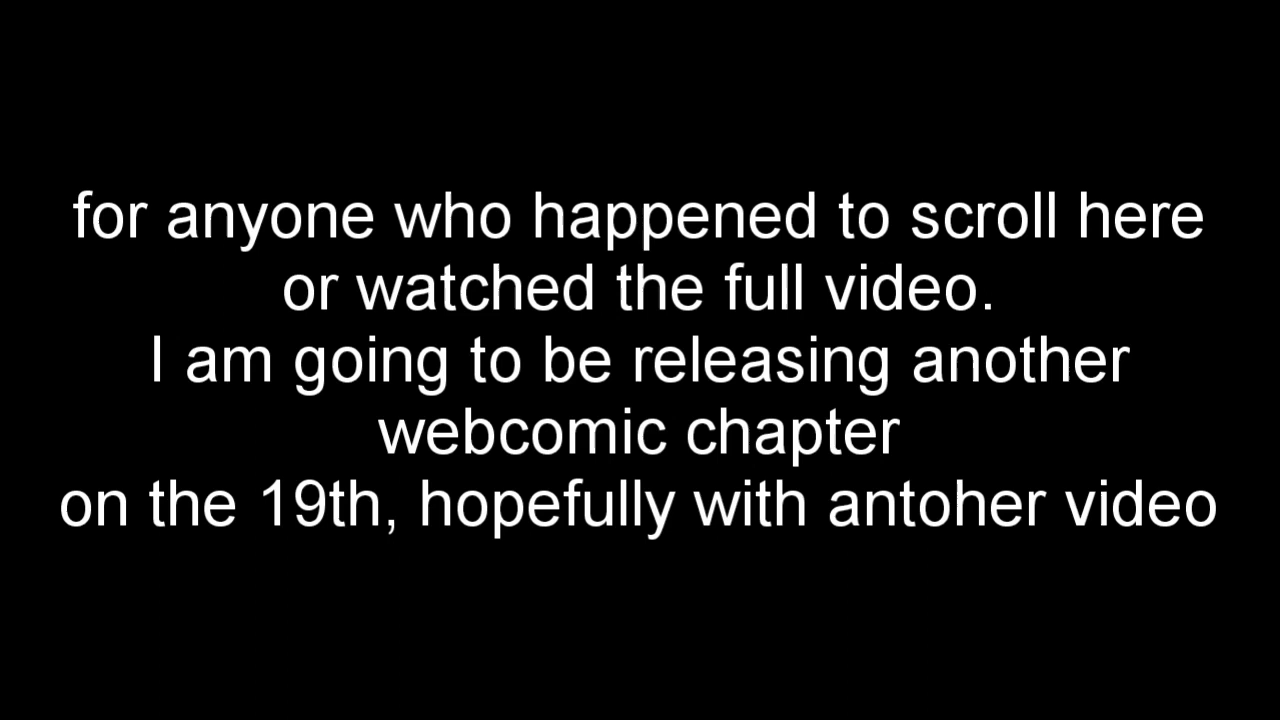 for anyone who happened to scroll here
or watched the full video.
I am going to be releasing another
webcomic chapter
on the 19th, hopefully with antoher video